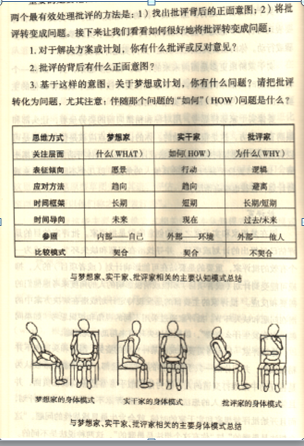 两个最有效处理批评的方法是：1）找出批评背后的正面意图；2）将批
评转变成问题。接下来让我们看看如何很好地将批评转变成问题：
1. 对于解决方案或计划，你有什么批评或反对意见？
2. 批评的背后有什么正面意图？
3. 基于这样的意图，关于梦想或计划，你有什么问题？请把批评
转化为问题，尤其注意：伴随那个问题的“如何”（HOW）问题是什么？
思维方式 梦想家 实干家 批评家
关注层面 什么（WHAT） 如何（HOW） 为什么（WHY）
表征倾向 愿景 行动 逻辑
应对方法 趋向 趋向 避离
时间框架 长期 短期 长期/短期
时间导向 未来 现在 过去/未来
参照 内部——自己 外部——环境 外部——他人
比较模式 契合 契合 不契合
与梦想家、实干家、批评家相关的主要认知模式总结
梦想家的身体模式 实干家的身体模式 批评家的身体模式
与梦想家、实干家、批评家相关的主要身体模式总结